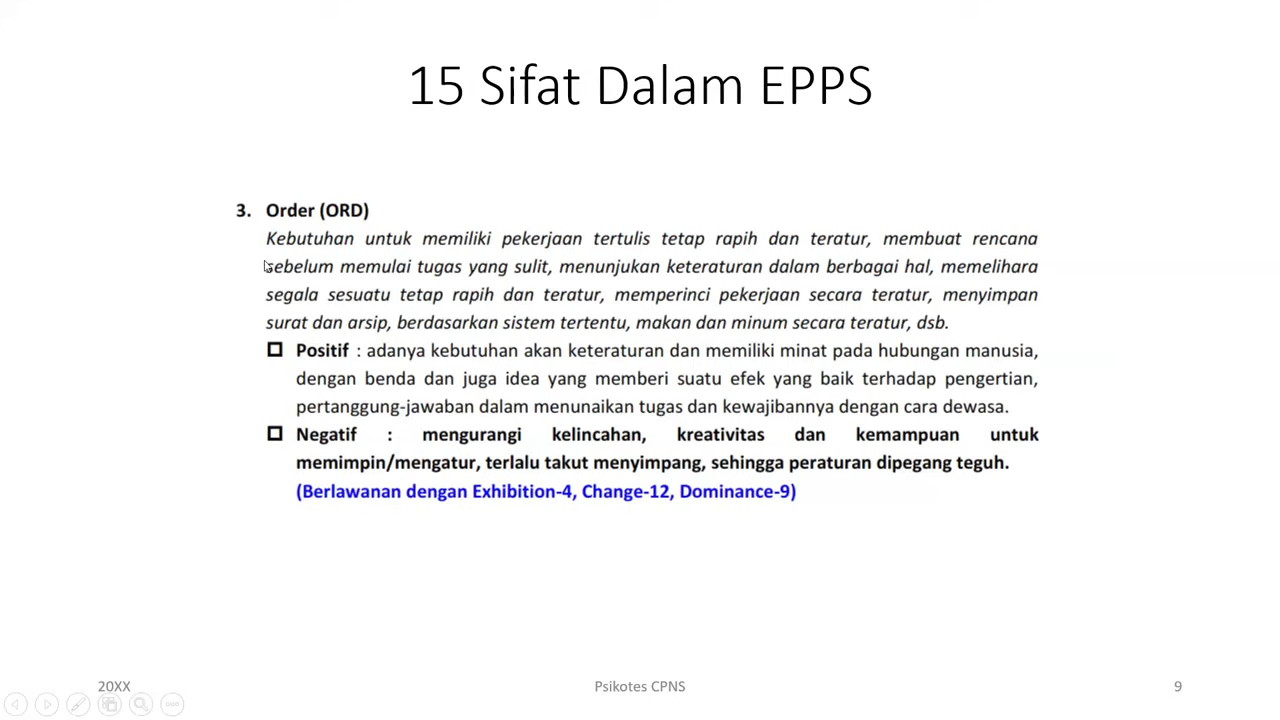 15 Sifat Dalam EPPS
3. Order (ORD)
Kebutuhan untuk memiliki pekerjaan tertulis tetap rapih dan teratur, membuat rencana
sebelum memulai tugas yang sulit, menunjukan keteraturan dalam berbagai hal, memelihara
segala sesuatu tetap rapih dan teratur, memperinci pekerjaan secara teratur, menyimpan
surat dan arsip, berdasarkan sistem tertentu, makan dan minum secara teratur, dsb.
Positif : adanya kebutuhan akan keteraturan dan memiliki minat pada hubungan manusia,
dengan benda dan juga idea yang memberi suatu efek yang baik terhadap pengertian,
pertanggung-jawaban dalam menunaikan tugas dan kewajibannya dengan cara dewasa.
Negatif : mengurangi kelincahan, kreativitas dan kemampuan untuk
memimpin/mengatur, terlalu takut menyimpang, sehingga peraturan dipegang teguh.
(Berlawanan dengan Exhibition-4, Change-12, Dominance-9)
20XX
Psikotes CPNS
9